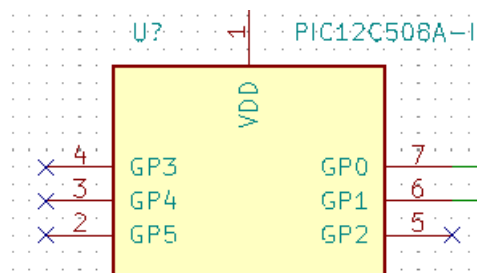 U? 1 PIC12C508A-I
VDD
4 GP3 GP0 7
3 GP4 GP1 6
2 GP5 GP2 5